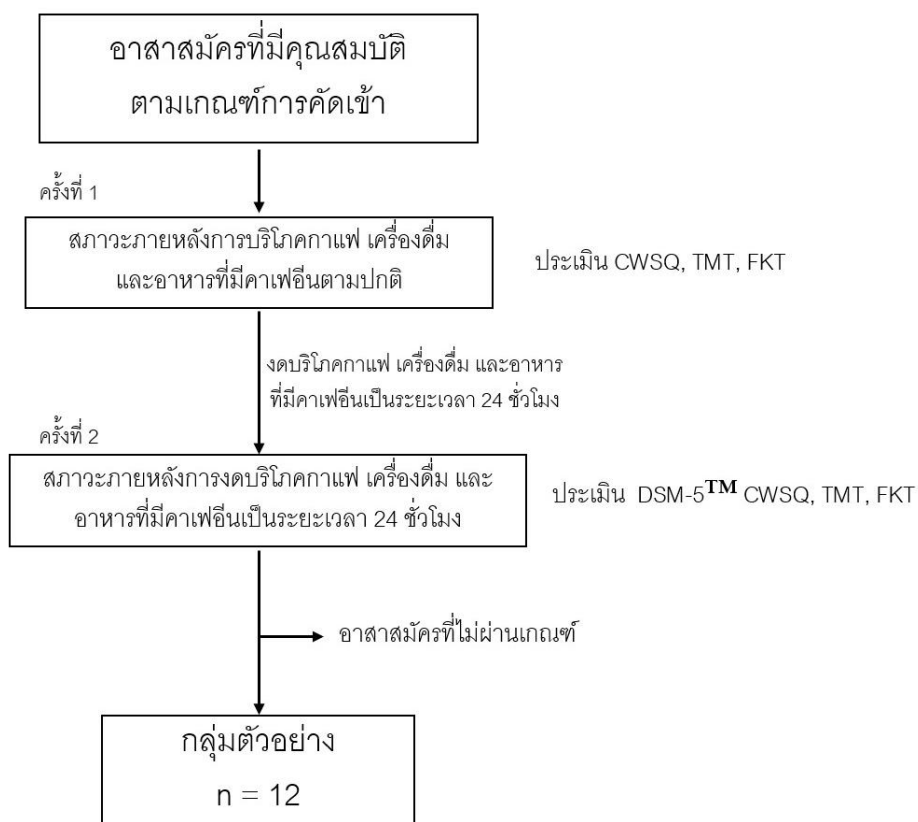 อาสาสมัครที่มีคุณสมบัติ
ตามเกณฑ์การคัดเข้า
ครั้งที่ 1
สภาวะภายหลังการบริโภคกาแฟ เครื่องดื่ม
และอาหารที่มีคาเฟอีนตามปกติ
ประเมิน CWSQ, TMT, FKT
งดบริโภคกาแฟ เครื่องดื่ม และอาหาร
ที่มีคาเฟอีนเป็นระยะเวลา 24 ชั่วโมง
ครั้งที่ 2
สภาวะภายหลังการงดบริโภคกาแฟ เครื่องดื่ม และ
อาหารที่มีคาเฟอีนเป็นระยะเวลา 24 ชั่วโมง
ประเมิน DSM-5TM CWSQ, TMT, FKT
อาสาสมัครที่ไม่ผ่านเกณฑ์
กลุ่มตัวอย่าง
n = 12